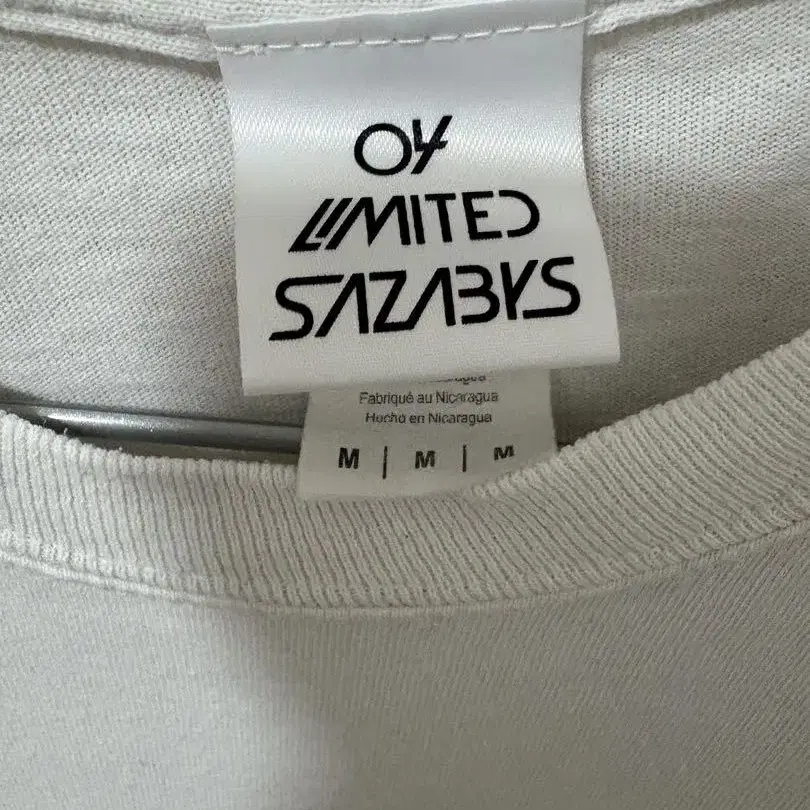 04
LIMITED
SAZABYS
Fabriqué au Nicaragua
Hecho en Nicaragua
M | M | M